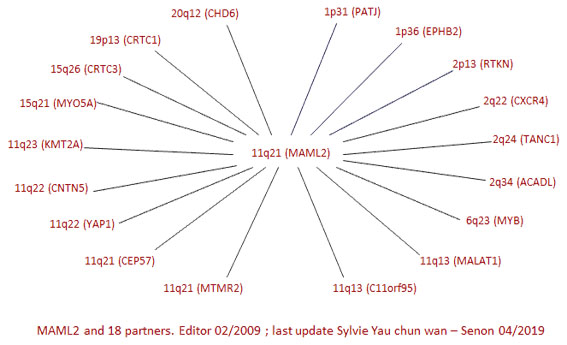 20q12 (CHD6)
1p31 (PATJ)
1p36 (EPHB2)
19p13 (CRTC1)
15q26 (CRTC3)
2p13 (RTKN)
15q21 (MYO5A)
2q22 (CXCR4)
11q23 (KMT2A)
2q24 (TANC1)
11q21 (MAML2)
11q22 (CNTN5)
2q34 (ACADL)
11q22 (YAP1)
6q23 (MYB)
11q21 (CEP57)
11q13 (MALAT1)
11q21 (MTMR2)
11q13 (C11orf95)
MAML2 and 18 partners. Editor 02/2009 ; last update Sylvie Yau chun wan – Senon 04/2019